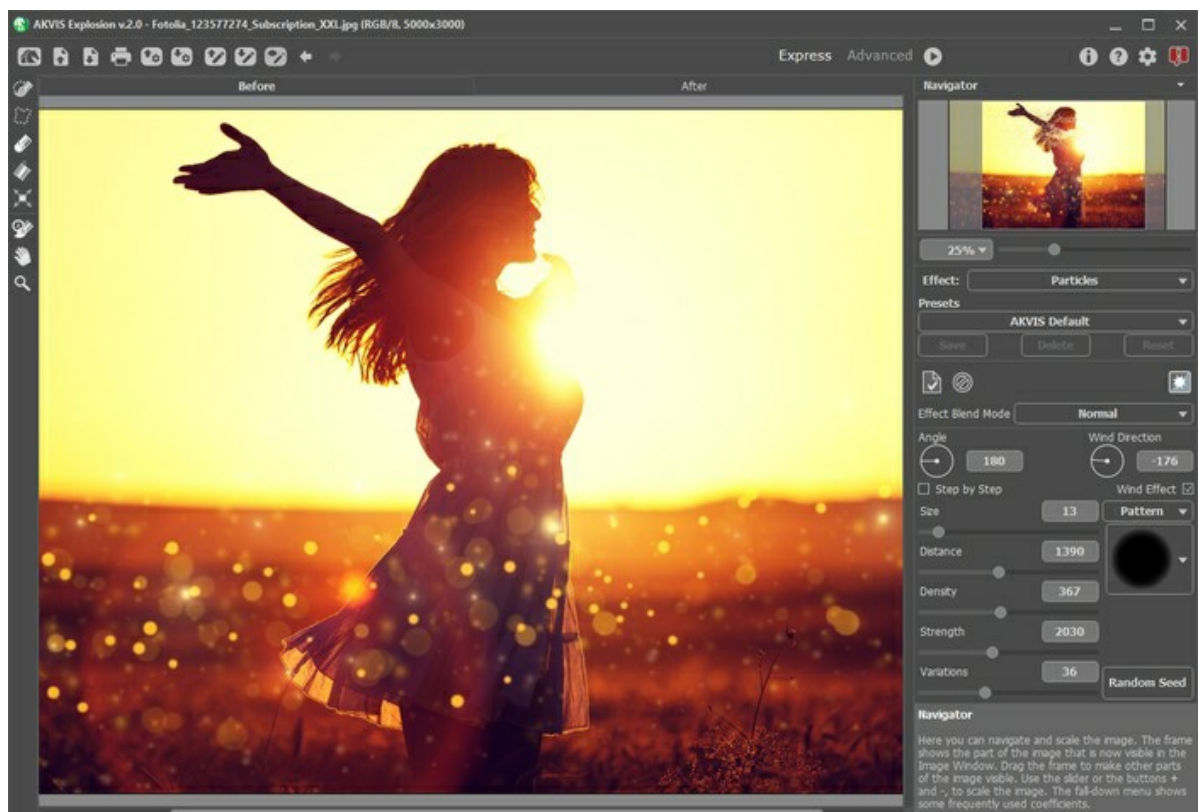 AKVIS Explosion v.2.0 - Fotolia_123577274_Subscription_XXL.jpg (RGB/8, 5000x3000)
Express Advanced
Before After
Navigator
25%
Effect: Particles
Presets
AKVIS Default
Save Delete Reset
Effect Blend Mode Normal
Angle Wind Direction
180 -176
Step by Step Wind Effect
Size 13 Pattern
Distance 1390
Density 367
Strength 2030
Variations 36 Random Seed
Navigator
Here you can navigate and scale the image. The frame
shows the part of the image that is now visible in the
Image Window. Drag the frame to make other parts
of the image visible. Use the slider or the buttons +
and -, to scale the image. The fall-down menu shows
some frequently used coefficients.